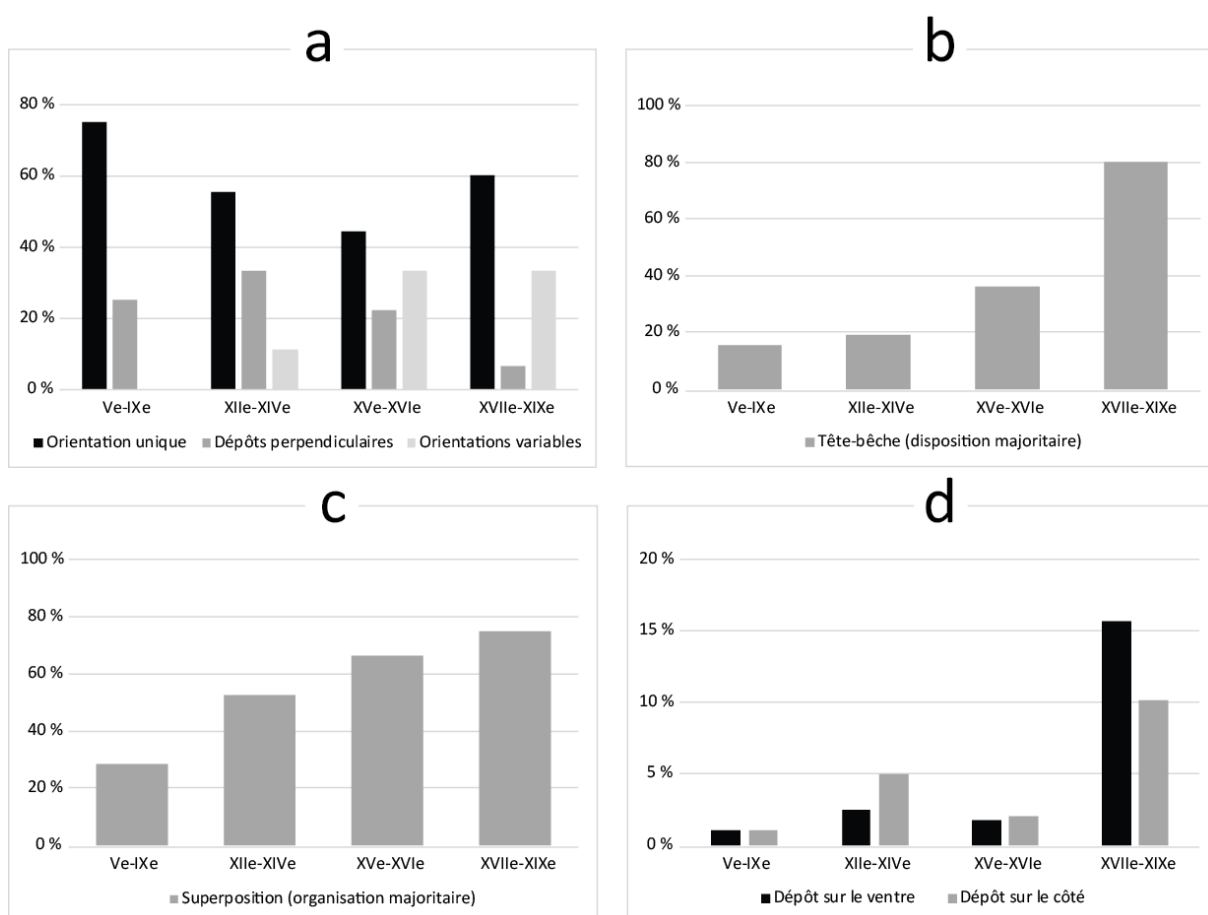 a
80 %
60 %
40 %
20 %
0 %
Ve-IXe XIIe-XIVe XVe-XVIe XVIIe-XIXe
Orientation unique Dépôts perpendiculaires Orientations variables
b
100 %
80 %
60 %
40 %
20 %
0 %
Ve-IXe XIIe-XIVe XVe-XVIe XVIIe-XIXe
Tête-bêche (disposition majoritaire)
c
100 %
80 %
60 %
40 %
20 %
0 %
Ve-IXe XIIe-XIVe XVe-XVIe XVIIe-XIXe
Superposition (organisation majoritaire)
d
20 %
15 %
10 %
5 %
0 %
Ve-IXe XIIe-XIVe XVe-XVIe XVIIe-XIXe
Dépôt sur le ventre Dépôt sur le côté